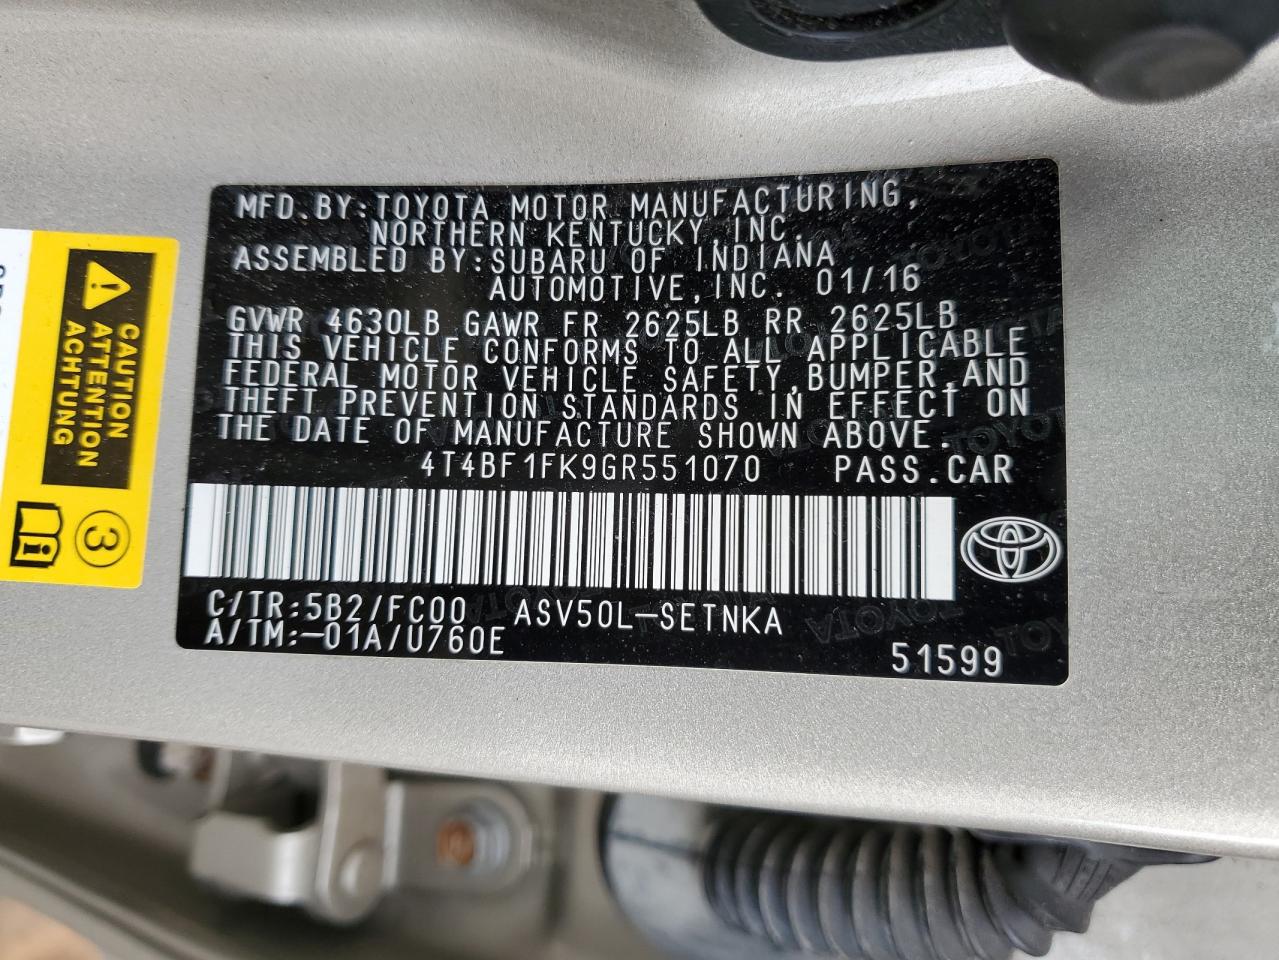 MFD.BY:TOYOTA MOTOR MANUFACTURING,
NORTHERN KENTUCKY,INC.
ASSEMBLED BY:SUBARU OF INDIANA
AUTOMOTIVE,INC. 01/16
GVWR 4630LB GAWR FR 2625LB RR 2625LB
THIS VEHICLE CONFORMS TO ALL APPLICABLE
FEDERAL MOTOR VEHICLE SAFETY,BUMPER,AND
THEFT PREVENTION STANDARDS IN EFFECT ON
THE DATE OF MANUFACTURE SHOWN ABOVE.
4T4BF1FK9GR551070 PASS.CAR
C/TR:5B2/FC00 ASV50L-SETNKA
A/TM:-01A/U760E
51599
CAUTION
ATTENTION
ACHTUNG
3
TOYOTA